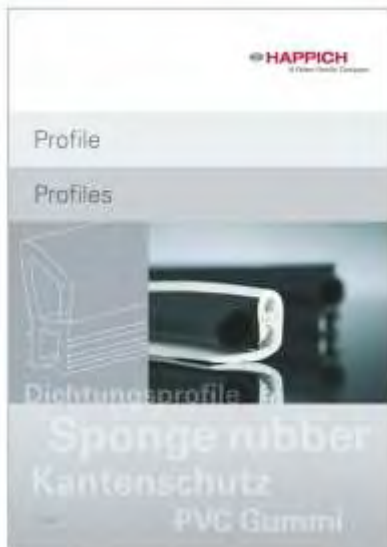 HAPPICH
Profile
Profiles
Dichtungsprofile
Sponge rubber
Kantenschutz
PVC Gummi